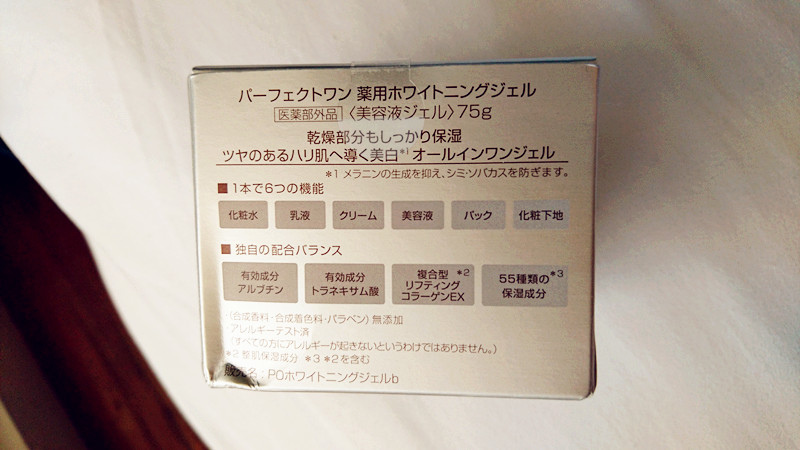 パーフェクトワン 薬用ホワイトニングジェル
医薬部外品 〈美容液ジェル〉75g
乾燥部分もしっかり保湿
ツヤのあるハリ肌へ導く美白*1 オールインワンジェル
*1 メラニンの生成を抑え、シミ・ソバカスを防ぎます。
■ 1本で6つの機能
化粧水 乳液 クリーム 美容液 パック 化粧下地
■ 独自の配合バランス
有効成分 有効成分 複合型*2 55種類の*3
アルブチン トラネキサム酸 リフティング 保湿成分
コラーゲンEX
・(合成香料・合成着色料・パラベン)無添加
・アレルギーテスト済
(すべての方にアレルギーが起きないというわけではありません。)
*2 整肌保湿成分 *3 *2を含む
販売名：POホワイトニングジェルb